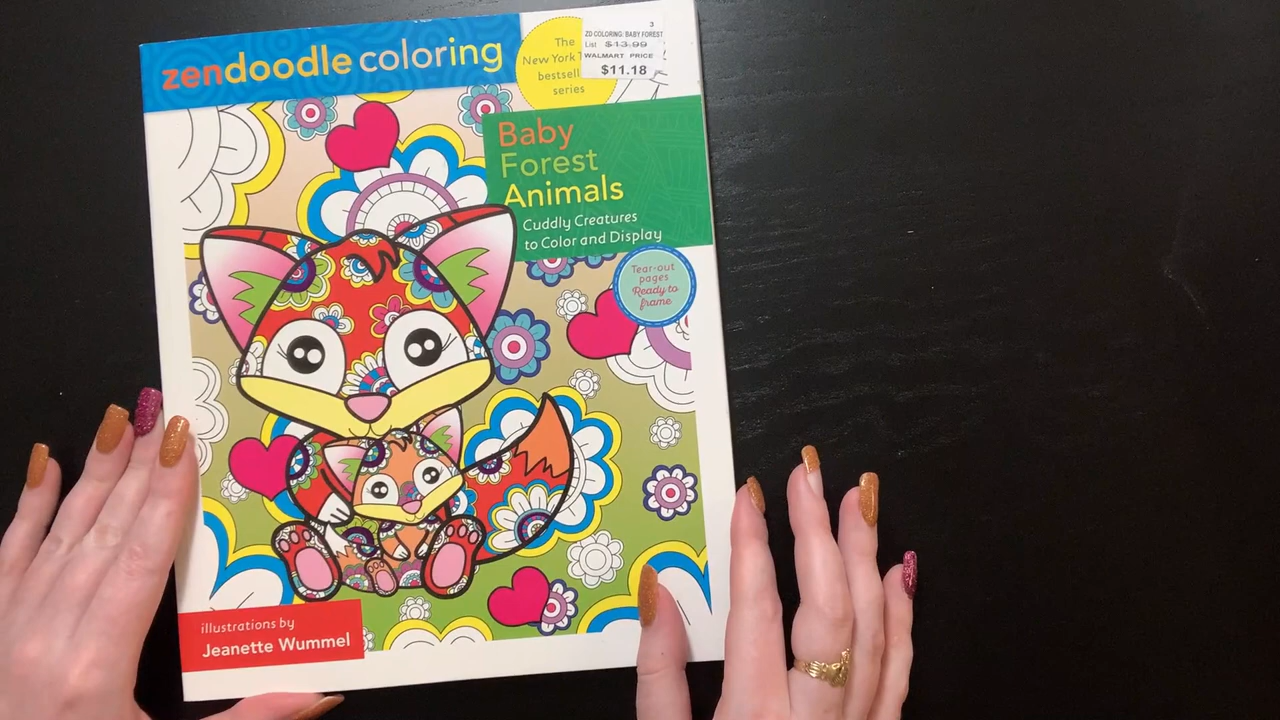 zendoodle coloring
The
New York
bestsell
series
3
ZD COLORING: BABY FOREST
List $13.99
WALMART PRICE
$11.18
Baby
Forest
Animals
Cuddly Creatures
to Color and Display
Tear-out
pages
Ready to
frame
illustrations by
Jeanette Wummel